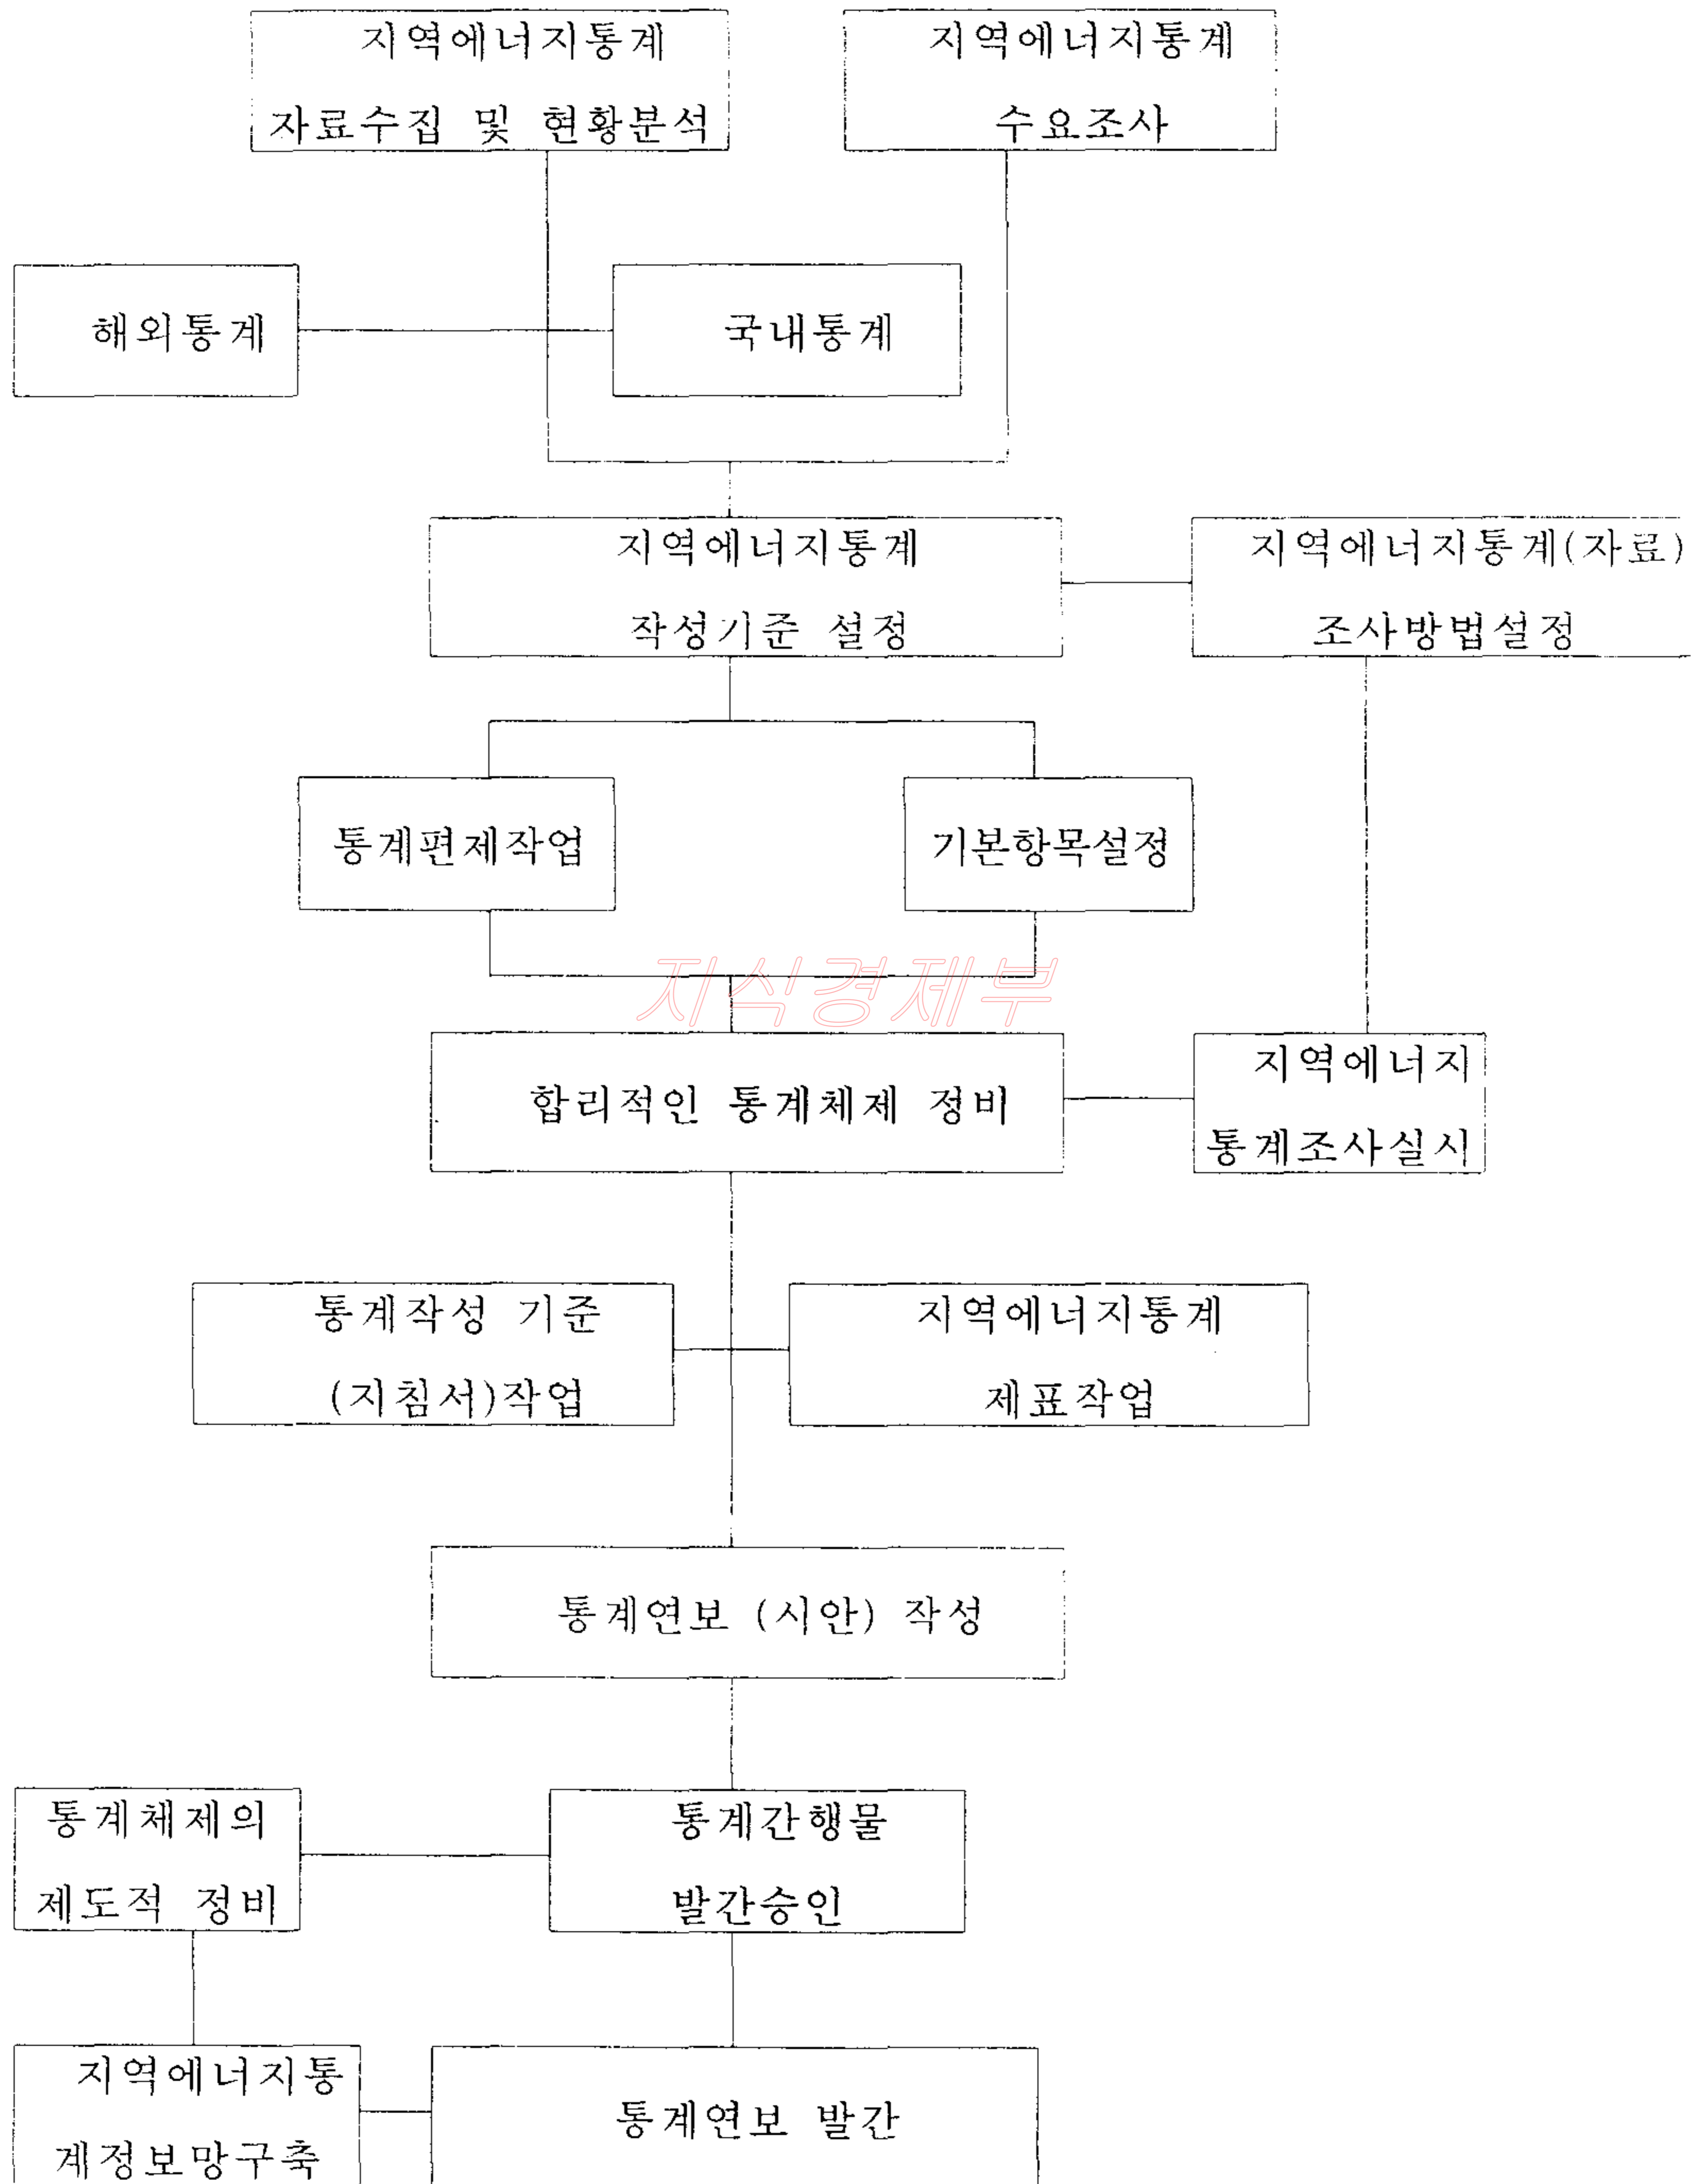 지역에너지통계
자료수집 및 현황분석
지역에너지통계
수요조사
해외통계
국내통계
지역에너지통계
작성기준 설정
지역에너지통계(자료)
조사방법설정
통계편제작업
기본항목설정
지식경제부
합리적인 통계체제 정비
지역에너지
통계조사실시
통계작성 기준
(지침서)작업
지역에너지통계
제표작업
통계연보 (시안) 작성
통계체제의
제도적 정비
통계간행물
발간승인
지역에너지통
계정보망구축
통계연보 발간